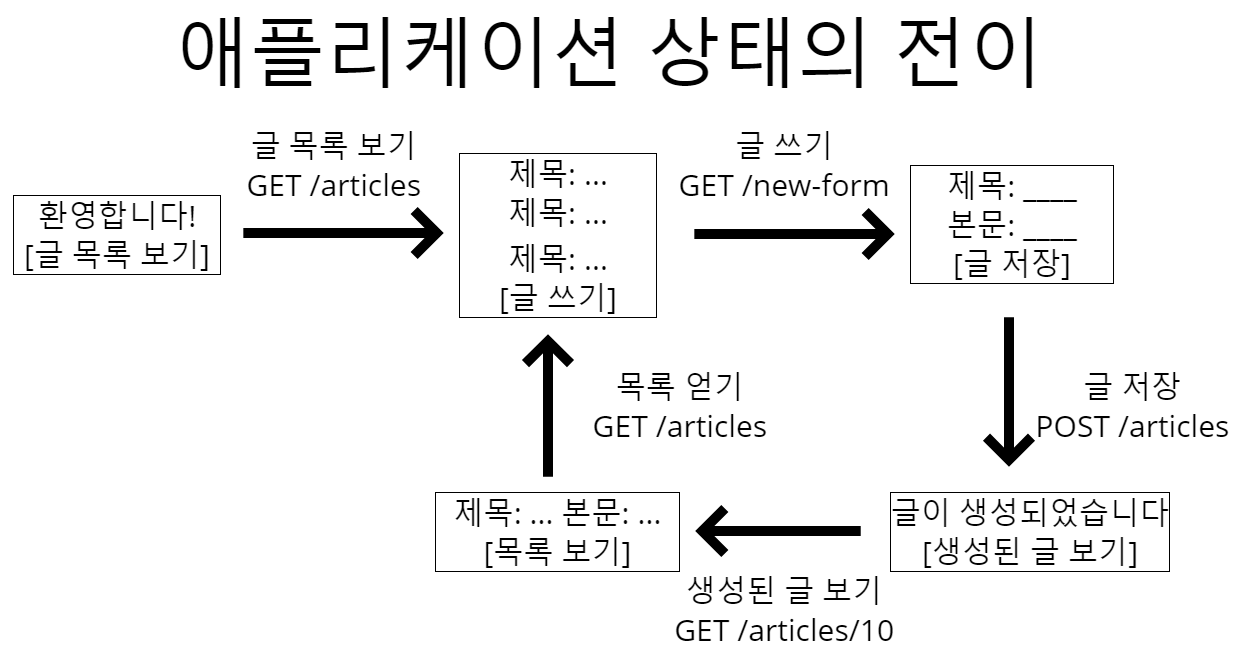 애플리케이션 상태의 전이
환영합니다!
[글 목록 보기]
글 목록 보기
GET /articles
제목: ...
제목: ...
제목: ...
[글 쓰기]
글 쓰기
GET /new-form
제목: ____
본문: ____
[글 저장]
글 저장
POST /articles
글이 생성되었습니다
[생성된 글 보기]
생성된 글 보기
GET /articles/10
제목: ... 본문: ...
[목록 보기]
목록 얻기
GET /articles